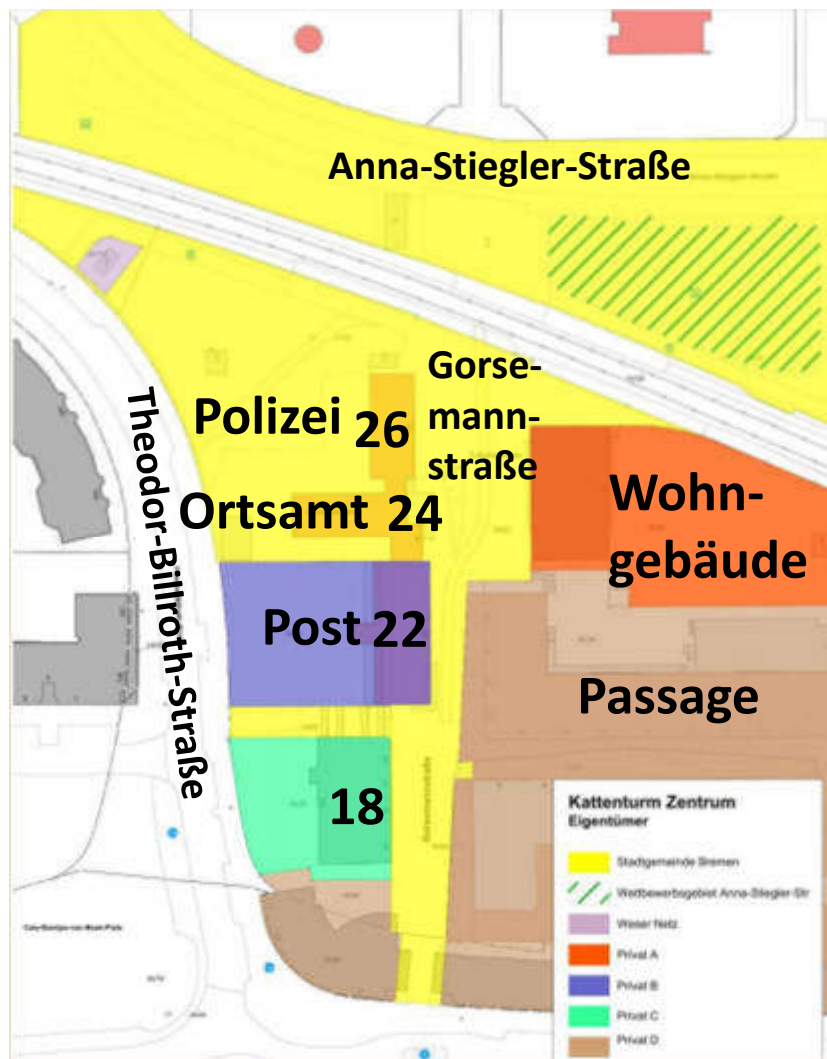 Anna-Stiegler-Straße
Gorse-
mann-
straße
Polizei 26
Ortsamt 24
Theodor-Billroth-Straße
Wohn-
gebäude
Post 22
Passage
18
Kattenturm Zentrum
Eigentümer
Stadtgemeinde Bremen
Wettbewerbsgebiet Anna-Stiegler-Str
Weser Netz
Privat A
Privat B
Privat C
Privat D